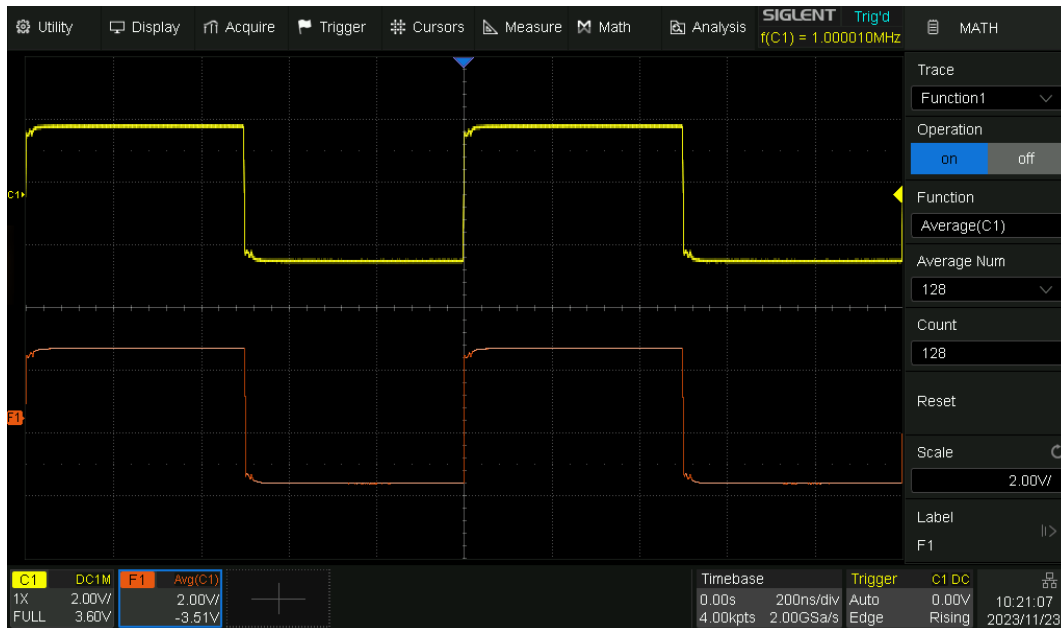 Utility Display Acquire Trigger Cursors Measure Math Analysis
SIGLENT Trig'd
f(C1) = 1.000010MHz
MATH
Trace
Function1
Operation
on off
Function
Average(C1)
Average Num
128
Count
128
Reset
Scale
2.00V/
Label
F1
C1
F1
C1 DC1M
1X 2.00V/
FULL 3.60V
F1 Avg(C1)
2.00V/
-3.51V
Timebase
0.00s 200ns/div
4.00kpts 2.00GSa/s
Trigger C1 DC
Auto 0.00V
Edge Rising
10:21:07
2023/11/23